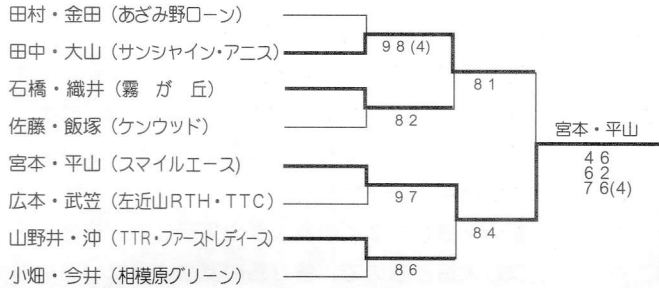 田村・金田（あざみ野ローン）
田中・大山（サンシャイン・アニス）
石橋・織井（霧　が　丘）
佐藤・飯塚（ケンウッド）
宮本・平山（スマイルエース）
広本・武笠（左近山RTH・TTC）
山野井・沖（TTR・ファーストレディース）
小畑・今井（相模原グリーン）
9 8 (4)
8 2
9 7
8 6
8 1
8 4
宮本・平山
4 6
6 2
7 6(4)